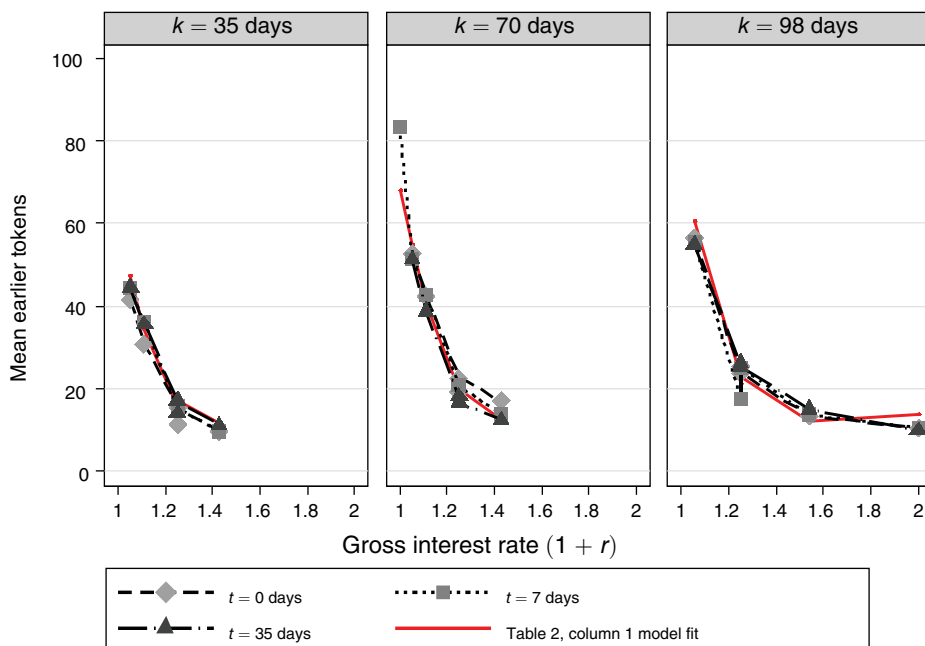 k = 35 days
k = 70 days
k = 98 days
Mean earlier tokens
100
80
60
40
20
0
1 1.2 1.4 1.6 1.8 2
1 1.2 1.4 1.6 1.8 2
1 1.2 1.4 1.6 1.8 2
Gross interest rate (1 + r)
t = 0 days
t = 7 days
t = 35 days
Table 2, column 1 model fit